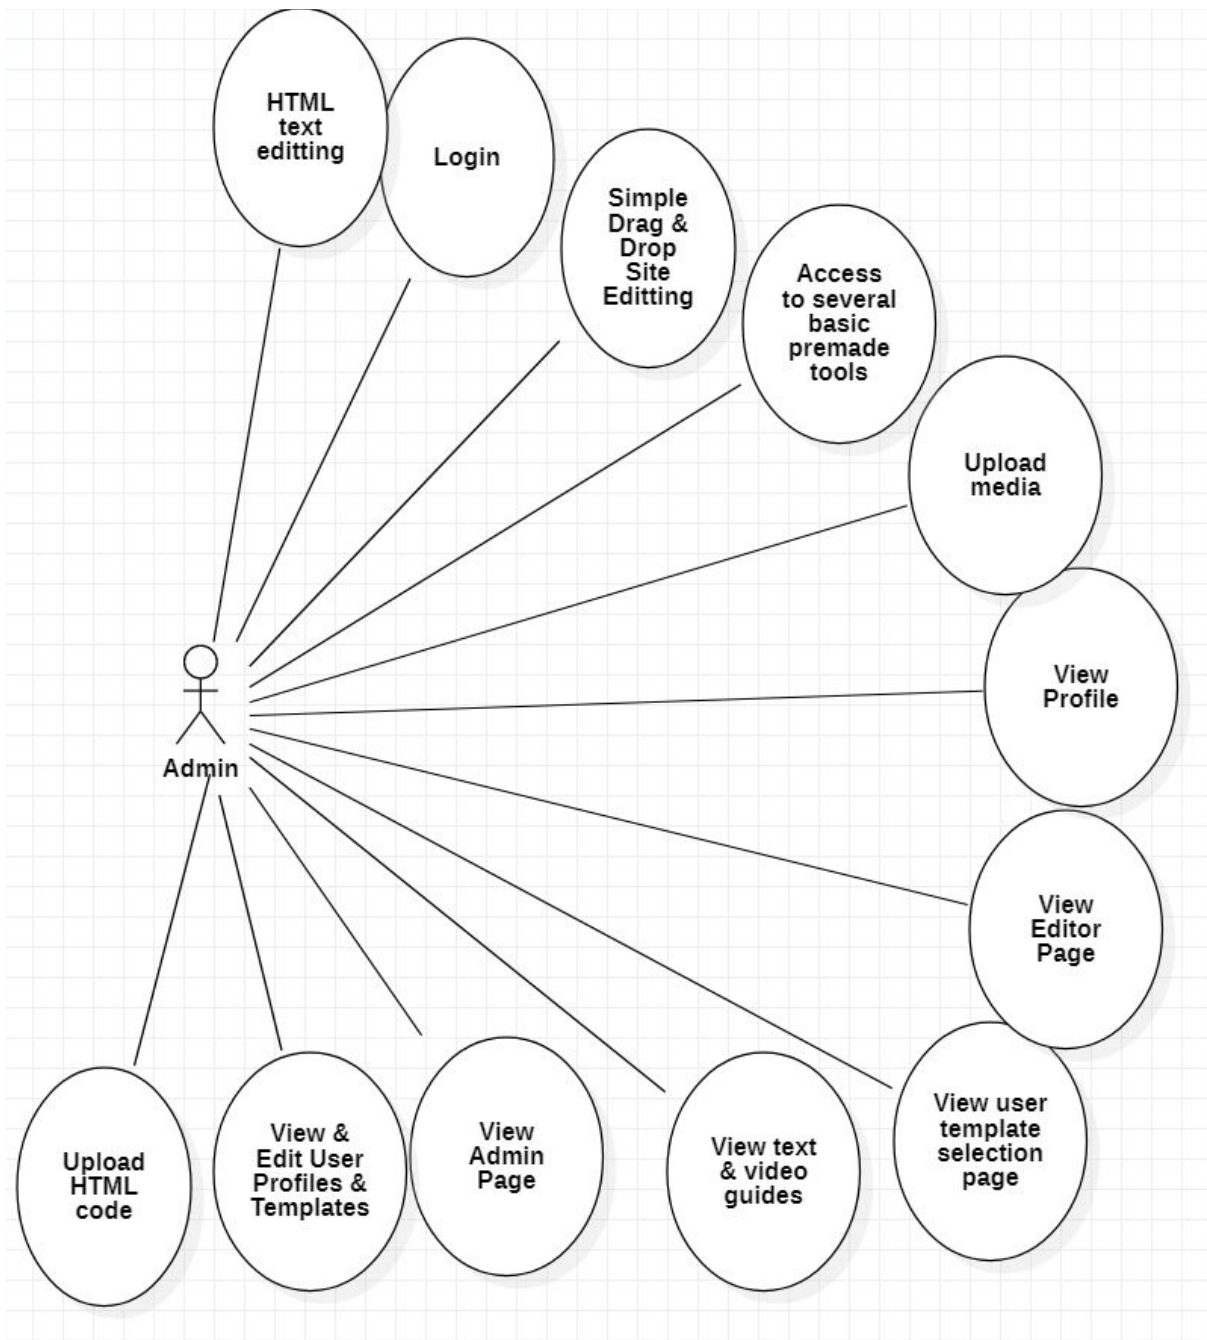 HTML
text
editting
Login
Simple
Drag &
Drop
Site
Editting
Access
to several
basic
premade
tools
Upload
media
View
Profile
Admin
View
Editor
Page
View user
template
selection
page
View text
& video
guides
View
Admin
Page
View &
Edit User
Profiles &
Templates
Upload
HTML
code